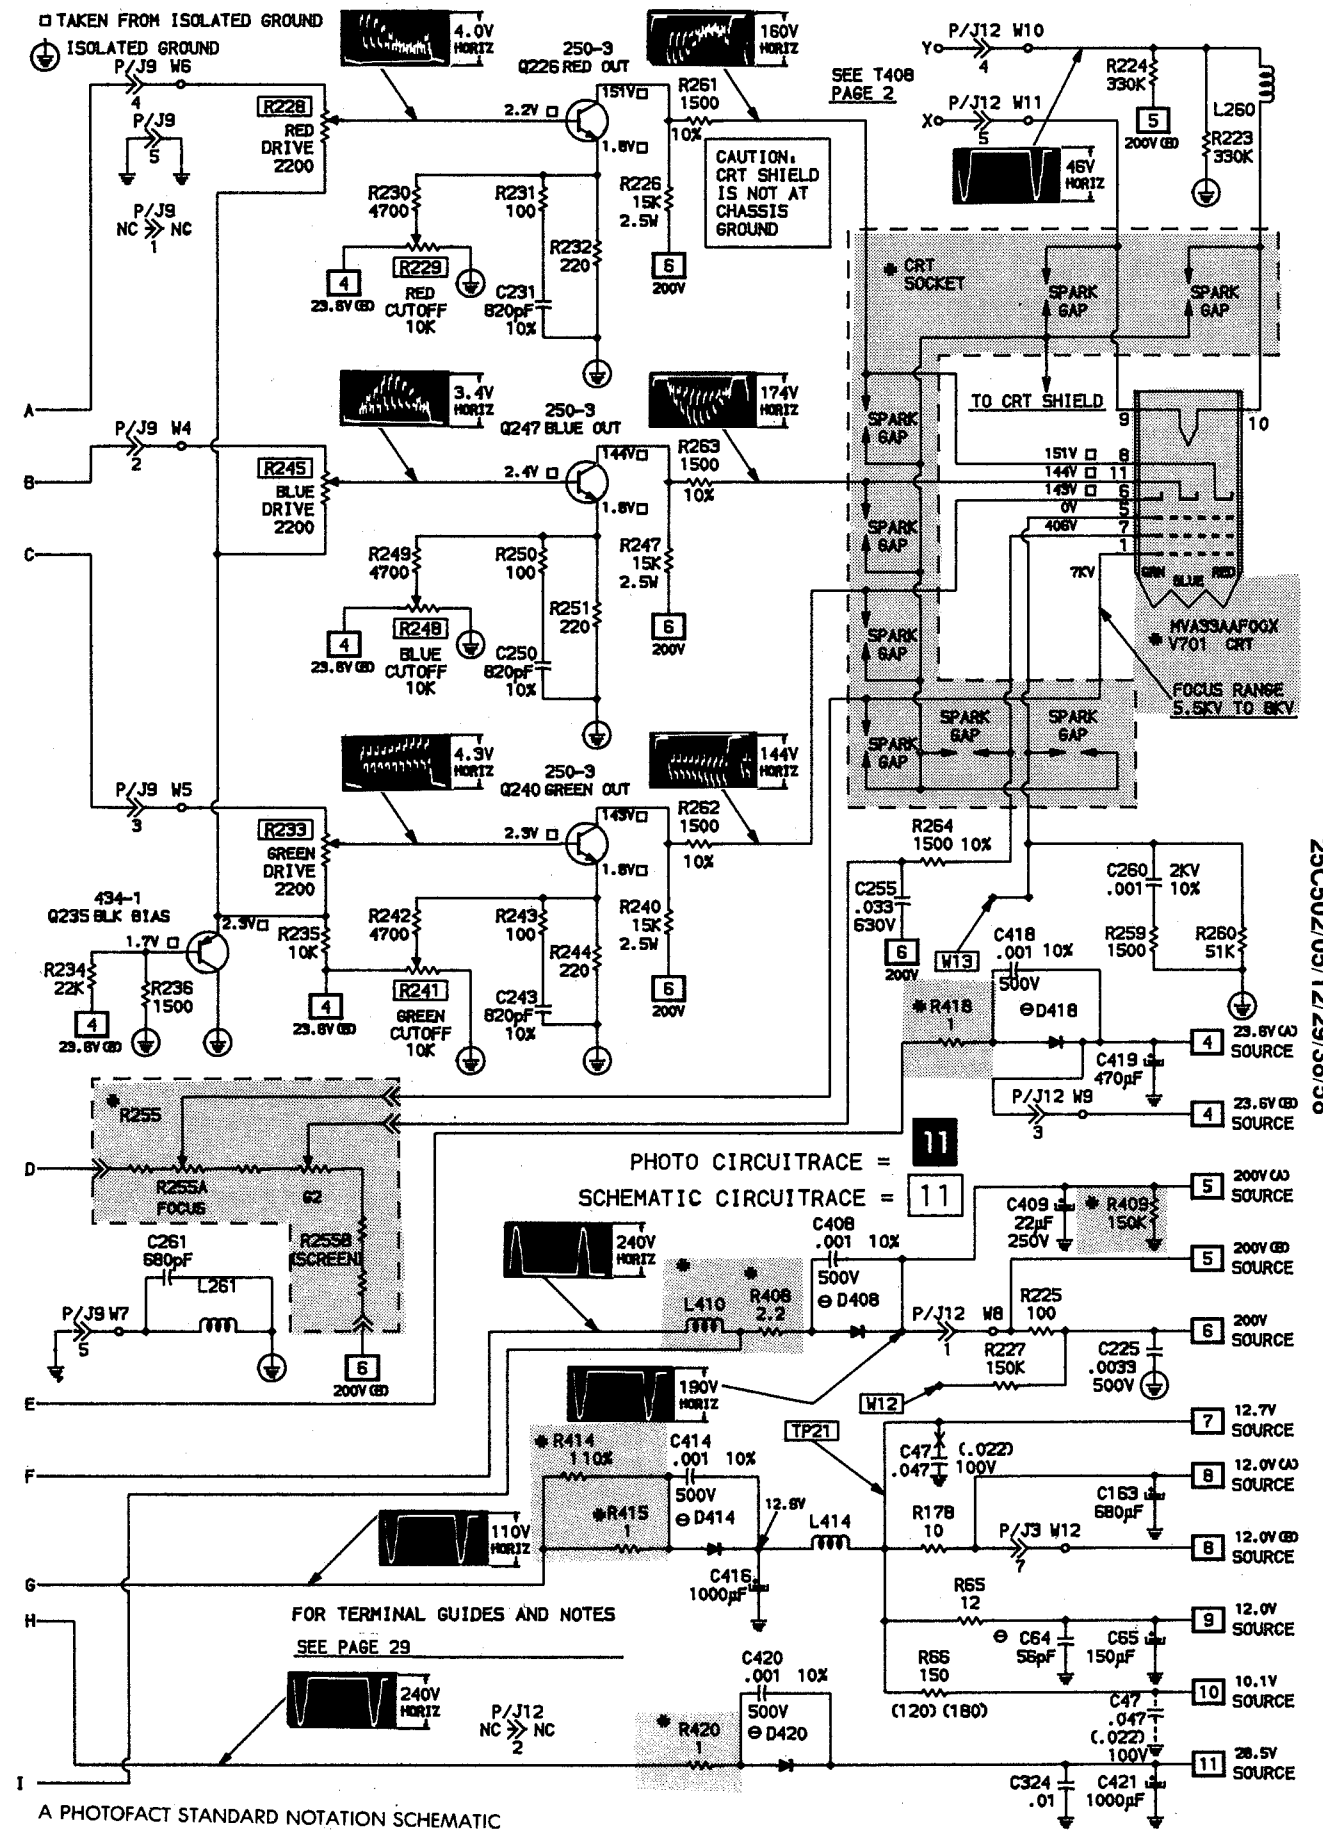 TAKEN FROM ISOLATED GROUND
ISOLATED GROUND
P/J9 W6
4
P/J9
5
P/J9
NC NC
1
R228
RED
DRIVE
2200
4.0V
HORIZ
250-3
Q226 RED OUT
2.2V
151V
1.8V
160V
HORIZ
R261
1500
10%
R230
4700
R231
100
R226
15K
2.5W
R232
220
R229
RED
CUTOFF
10K
4
23.6V(B)
C231
820pF
10%
6
200V
CAUTION:
CRT SHIELD
IS NOT AT
CHASSIS
GROUND
SEE T408
PAGE 2
Y
P/J12 W10
4
X
P/J12 W11
5
46V
HORIZ
R224
330K
5
200V(B)
R223
330K
L260
CRT
SOCKET
SPARK
GAP
SPARK
GAP
TO CRT SHIELD
9
10
A
P/J9 W4
2
B
C
R245
BLUE
DRIVE
2200
3.4V
HORIZ
250-3
Q247 BLUE OUT
2.4V
144V
1.8V
174V
HORIZ
R263
1500
10%
R249
4700
R250
100
R247
15K
2.5W
R251
220
R248
BLUE
CUTOFF
10K
4
23.6V(B)
C250
820pF
10%
6
200V
SPARK
GAP
SPARK
GAP
SPARK
GAP
SPARK
GAP
SPARK
GAP
SPARK
GAP
151V 8
144V 11
143V 6
0V 5
406V 7
1
7KV
GRN BLUE RED
MVA33AAF0GX
V701 CRT
FOCUS RANGE
5.5KV TO 8KV
P/J9 W5
3
R233
GREEN
DRIVE
2200
4.3V
HORIZ
250-3
Q240 GREEN OUT
2.3V
143V
1.8V
144V
HORIZ
R262
1500
10%
434-1
Q235 BLK BIAS
1.7V
2.3V
R234
22K
4
23.6V(B)
R236
1500
R235
10K
4
23.6V(B)
R242
4700
R243
100
R240
15K
2.5W
R244
220
R241
GREEN
CUTOFF
10K
C243
820pF
10%
6
200V
R264
1500 10%
C255
.033
630V
6
200V
W13
C260 2KV
.001 10%
R259
1500
R260
51K
C418
.001 10%
500V
R418
1
D418
C419
470µF
4
23.6V(A)
SOURCE
P/J12 W9
3
4
23.6V(B)
SOURCE
25C502/05/12/29/36/58
R255
D
R255A
FOCUS
G2
R255B
(SCREEN)
C261
680pF
L261
P/J9 W7
5
6
200V(B)
PHOTO CIRCUITRACE = 11
SCHEMATIC CIRCUITRACE = 11
240V
HORIZ
L410
R408
2.2
C408
.001 10%
500V
D408
C409
22µF
250V
R409
150K
5
200V(A)
SOURCE
5
200V(B)
SOURCE
P/J12 W8
1
R225
100
R227
150K
W12
C225
.0033
500V
6
200V
SOURCE
190V
HORIZ
E
F
R414
1 10%
C414
.001 10%
500V
R415
1
D414
12.8V
L414
TP21
C416
1000µF
C47
.047
(.022)
100V
7
12.7V
SOURCE
8
12.0V(A)
SOURCE
C163
680µF
R178
10
P/J3 W12
7
8
12.0V(B)
SOURCE
110V
HORIZ
G
H
FOR TERMINAL GUIDES AND NOTES
SEE PAGE 29
R65
12
C64
56pF
C65
150µF
9
12.0V
SOURCE
R66
150
(120)(180)
C47
.047
(.022)
100V
10
10.1V
SOURCE
240V
HORIZ
P/J12
NC NC
2
R420
1
C420
.001 10%
500V
D420
C324
.01
C421
1000µF
11
28.5V
SOURCE
I
A PHOTOFACT STANDARD NOTATION SCHEMATIC